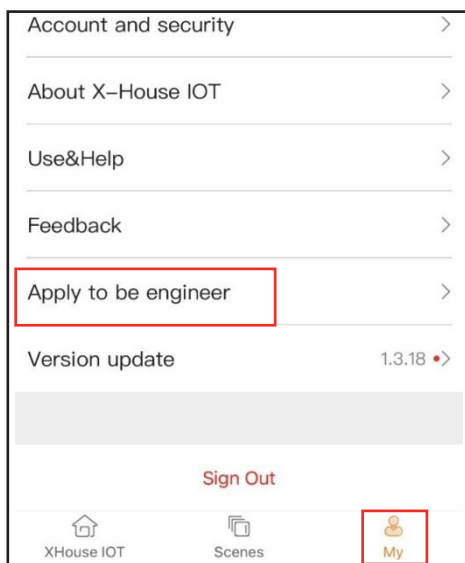 Account and security
About X-House IOT
Use&Help
Feedback
Apply to be engineer
Version update 1.3.18
Sign Out
XHouse IOT Scenes My